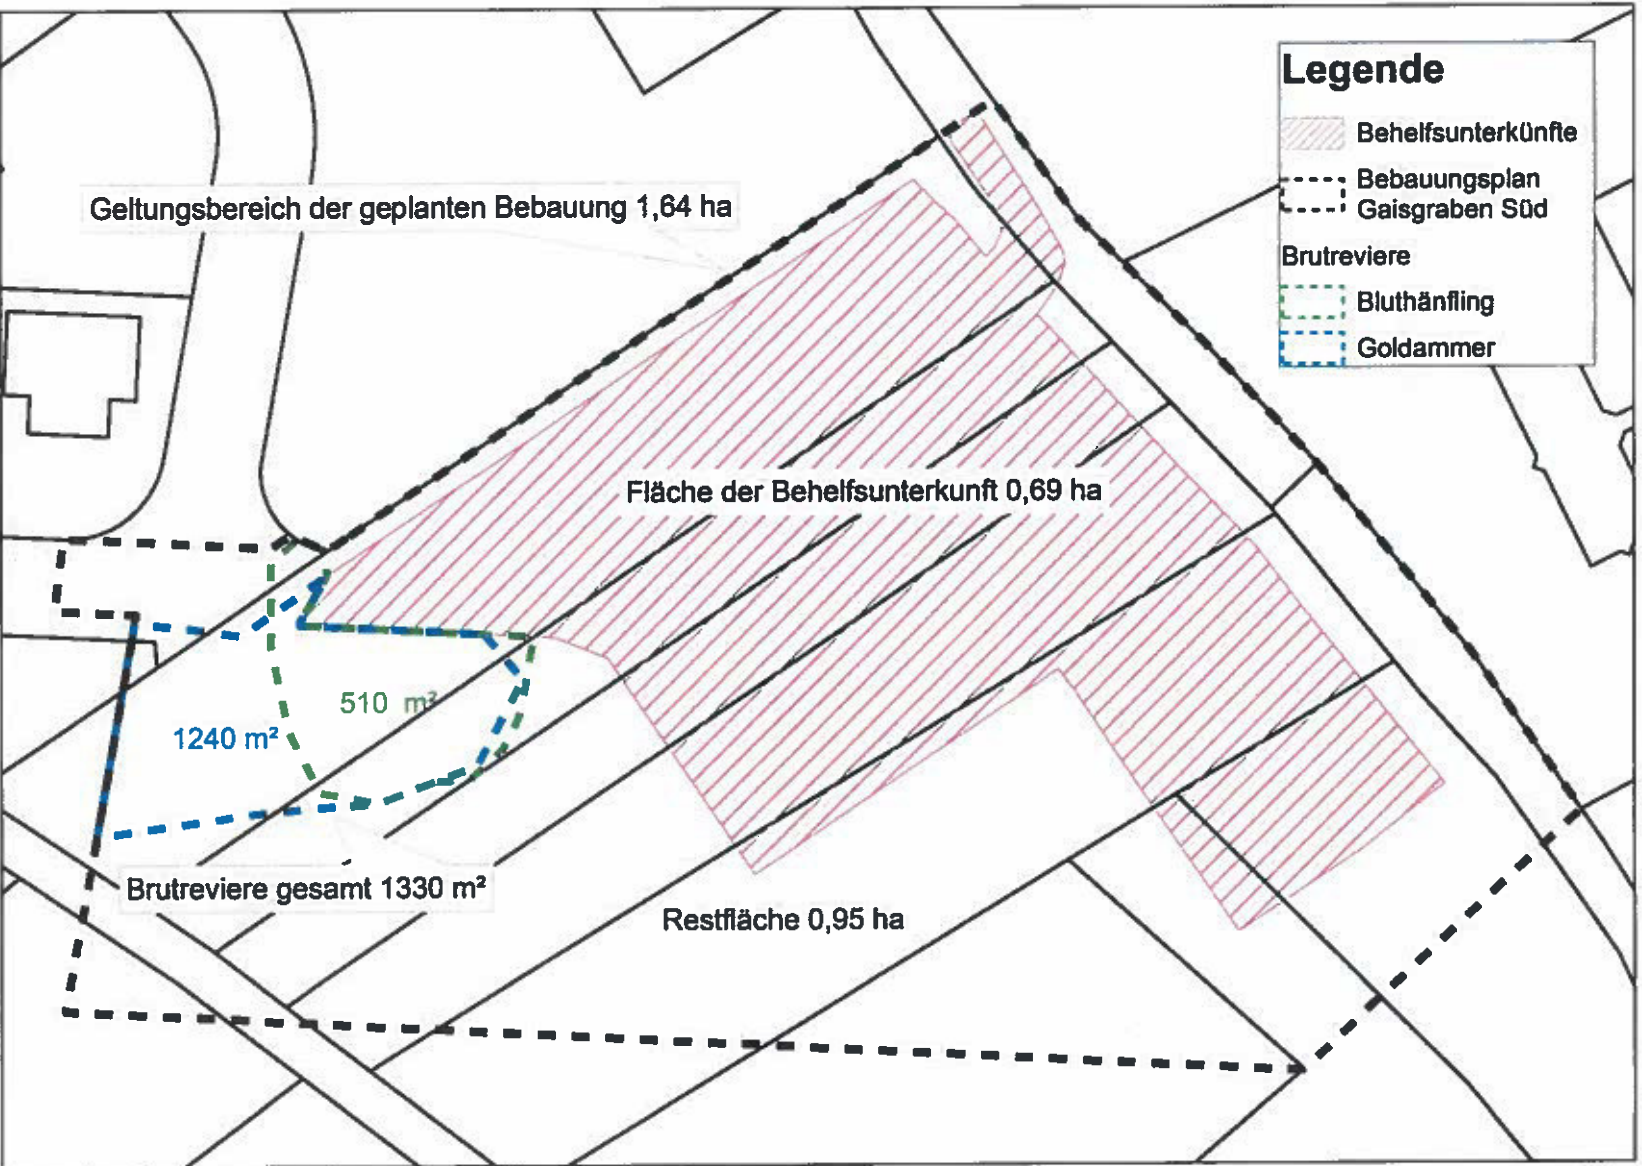 Legende
Behelfsunterkünfte
Bebauungsplan
Gaisgraben Süd
Brutreviere
Bluthänfling
Goldammer
Geltungsbereich der geplanten Bebauung 1,64 ha
Fläche der Behelfsunterkunft 0,69 ha
510 m²
1240 m²
Brutreviere gesamt 1330 m²
Restfläche 0,95 ha